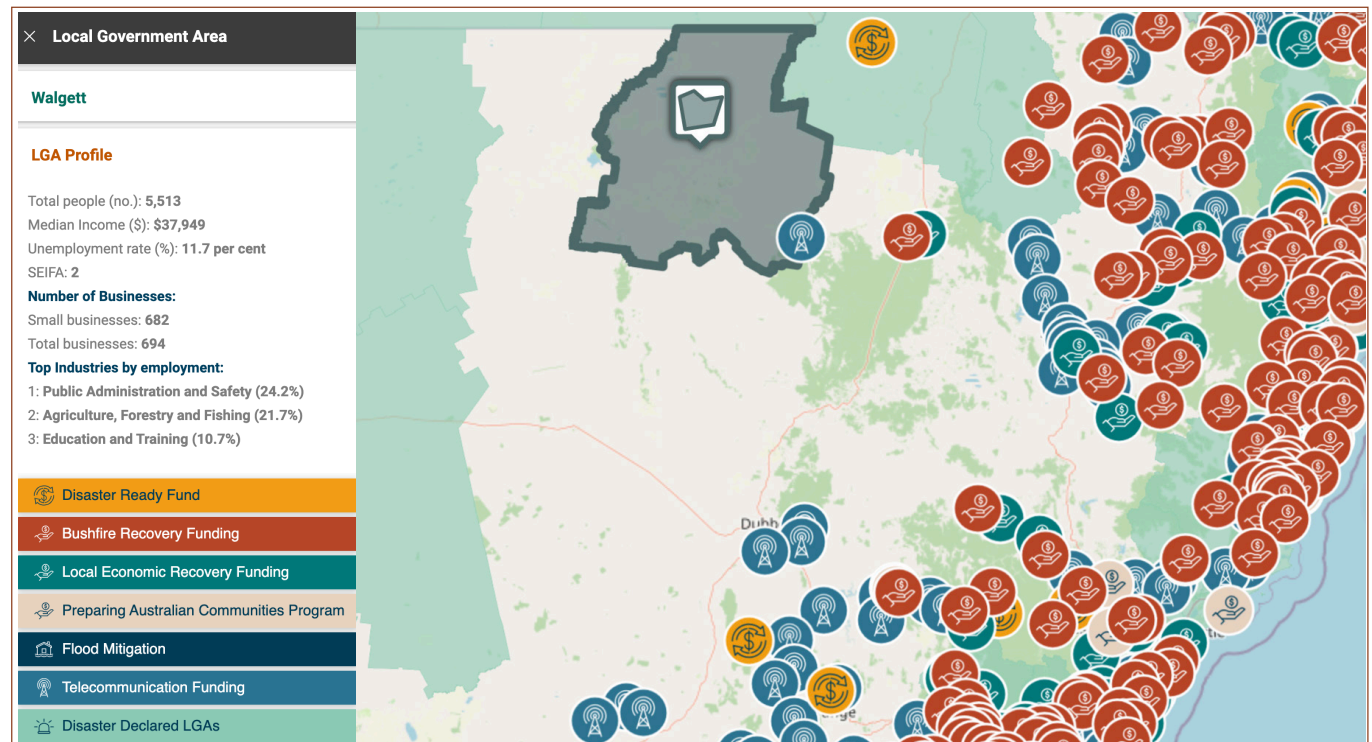 Local Government Area
Walgett
LGA Profile
Total people (no.): 5,513
Median Income ($): $37,949
Unemployment rate (%): 11.7 per cent
SEIFA: 2
Number of Businesses:
Small businesses: 682
Total businesses: 694
Top Industries by employment:
1: Public Administration and Safety (24.2%)
2: Agriculture, Forestry and Fishing (21.7%)
3: Education and Training (10.7%)
Disaster Ready Fund
Bushfire Recovery Funding
Local Economic Recovery Funding
Preparing Australian Communities Program
Flood Mitigation
Telecommunication Funding
Disaster Declared LGAs